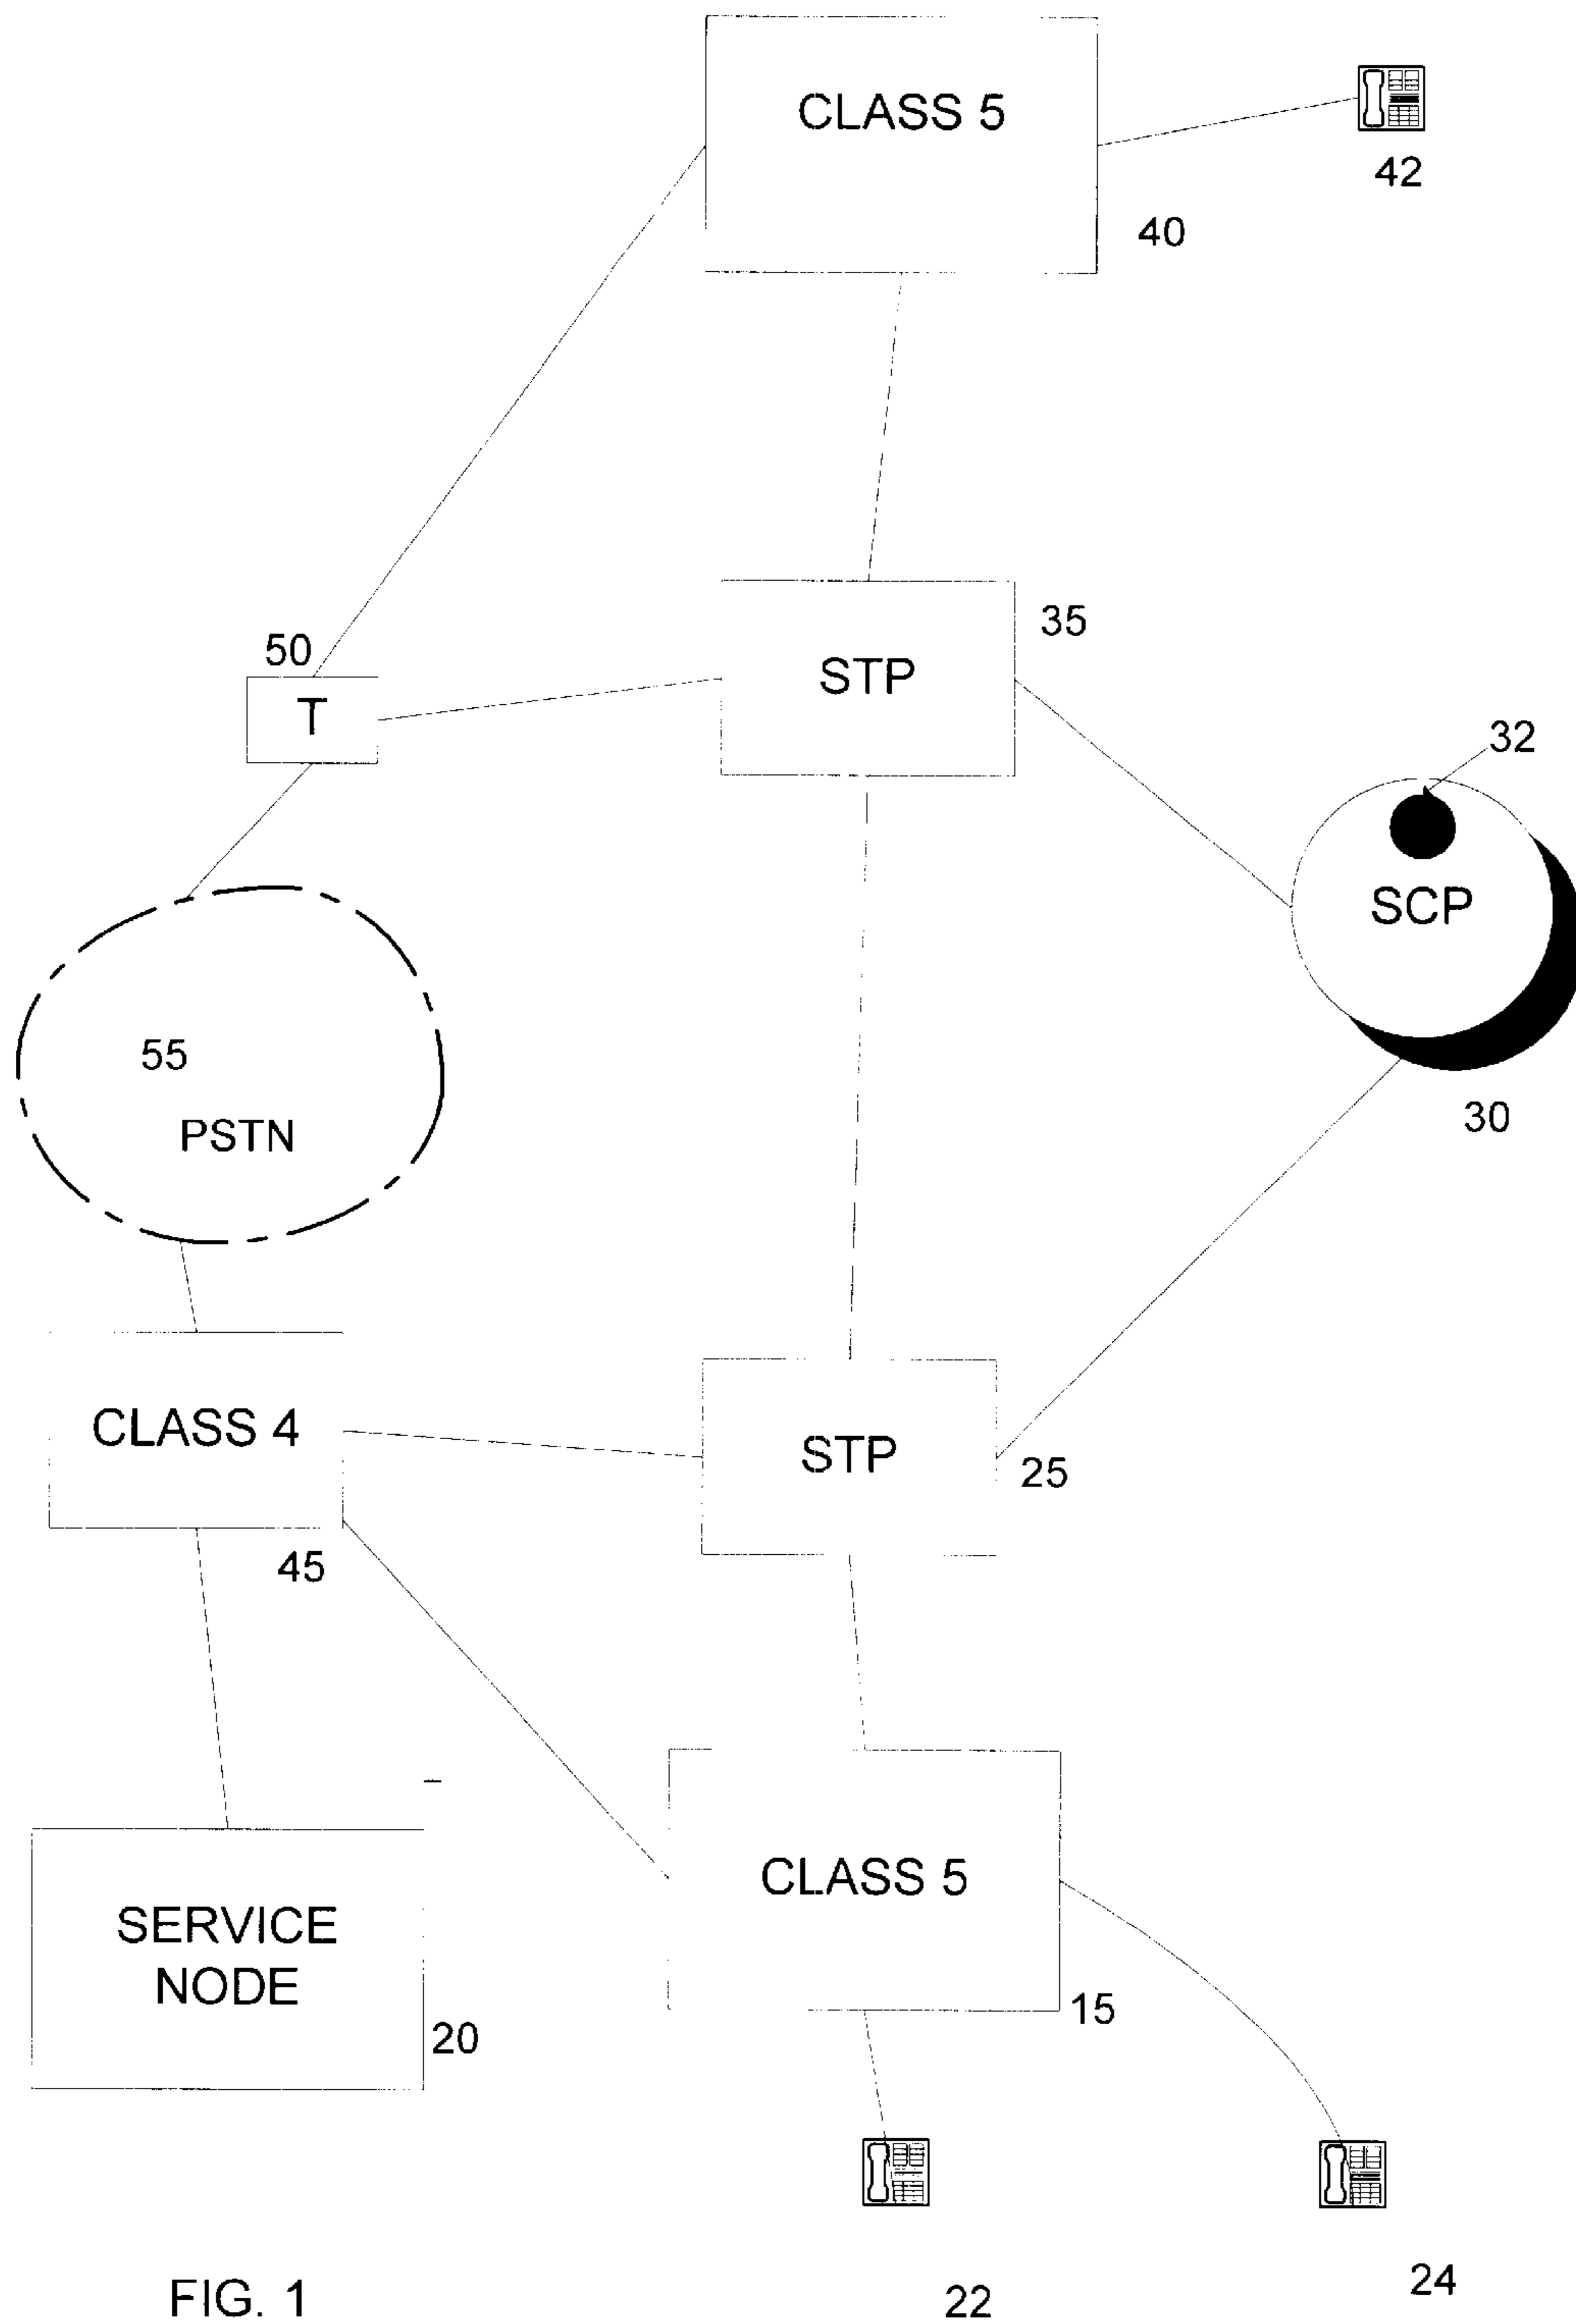 CLASS 5
42
40
35
50
STP
T
32
SCP
55
30
PSTN
CLASS 4
STP
25
45
CLASS 5
SERVICE
NODE
15
20
24
22
FIG. 1